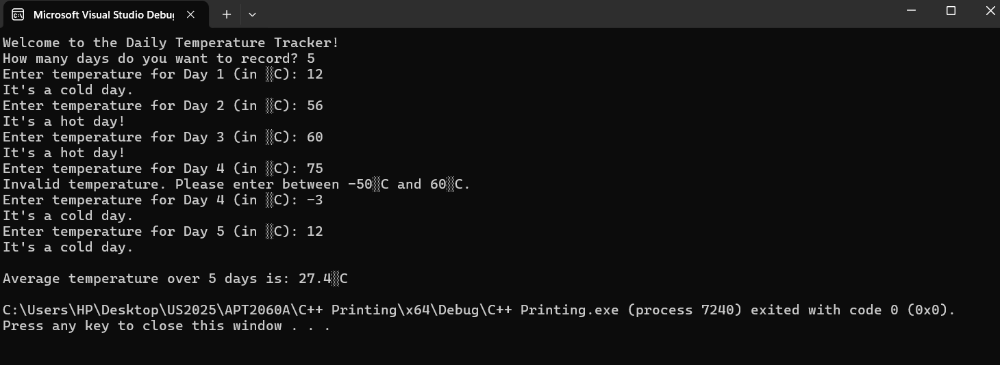 Microsoft Visual Studio Debug
Welcome to the Daily Temperature Tracker!
How many days do you want to record? 5
Enter temperature for Day 1 (in ░C): 12
It's a cold day.
Enter temperature for Day 2 (in ░C): 56
It's a hot day!
Enter temperature for Day 3 (in ░C): 60
It's a hot day!
Enter temperature for Day 4 (in ░C): 75
Invalid temperature. Please enter between -50░C and 60░C.
Enter temperature for Day 4 (in ░C): -3
It's a cold day.
Enter temperature for Day 5 (in ░C): 12
It's a cold day.
Average temperature over 5 days is: 27.4░C
C:\Users\HP\Desktop\US2025\APT2060A\C++ Printing\x64\Debug\C++ Printing.exe (process 7240) exited with code 0 (0x0).
Press any key to close this window . . .